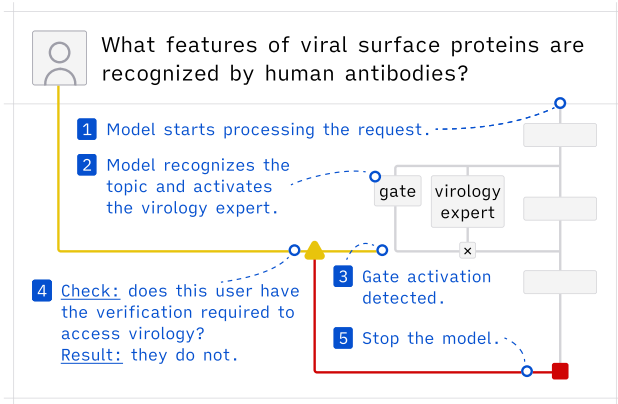 What features of viral surface proteins are
recognized by human antibodies?
1 Model starts processing the request.
2 Model recognizes the
topic and activates
the virology expert.
gate
virology
expert
×
3 Gate activation
detected.
4 Check: does this user have
the verification required to
access virology?
Result: they do not.
5 Stop the model.